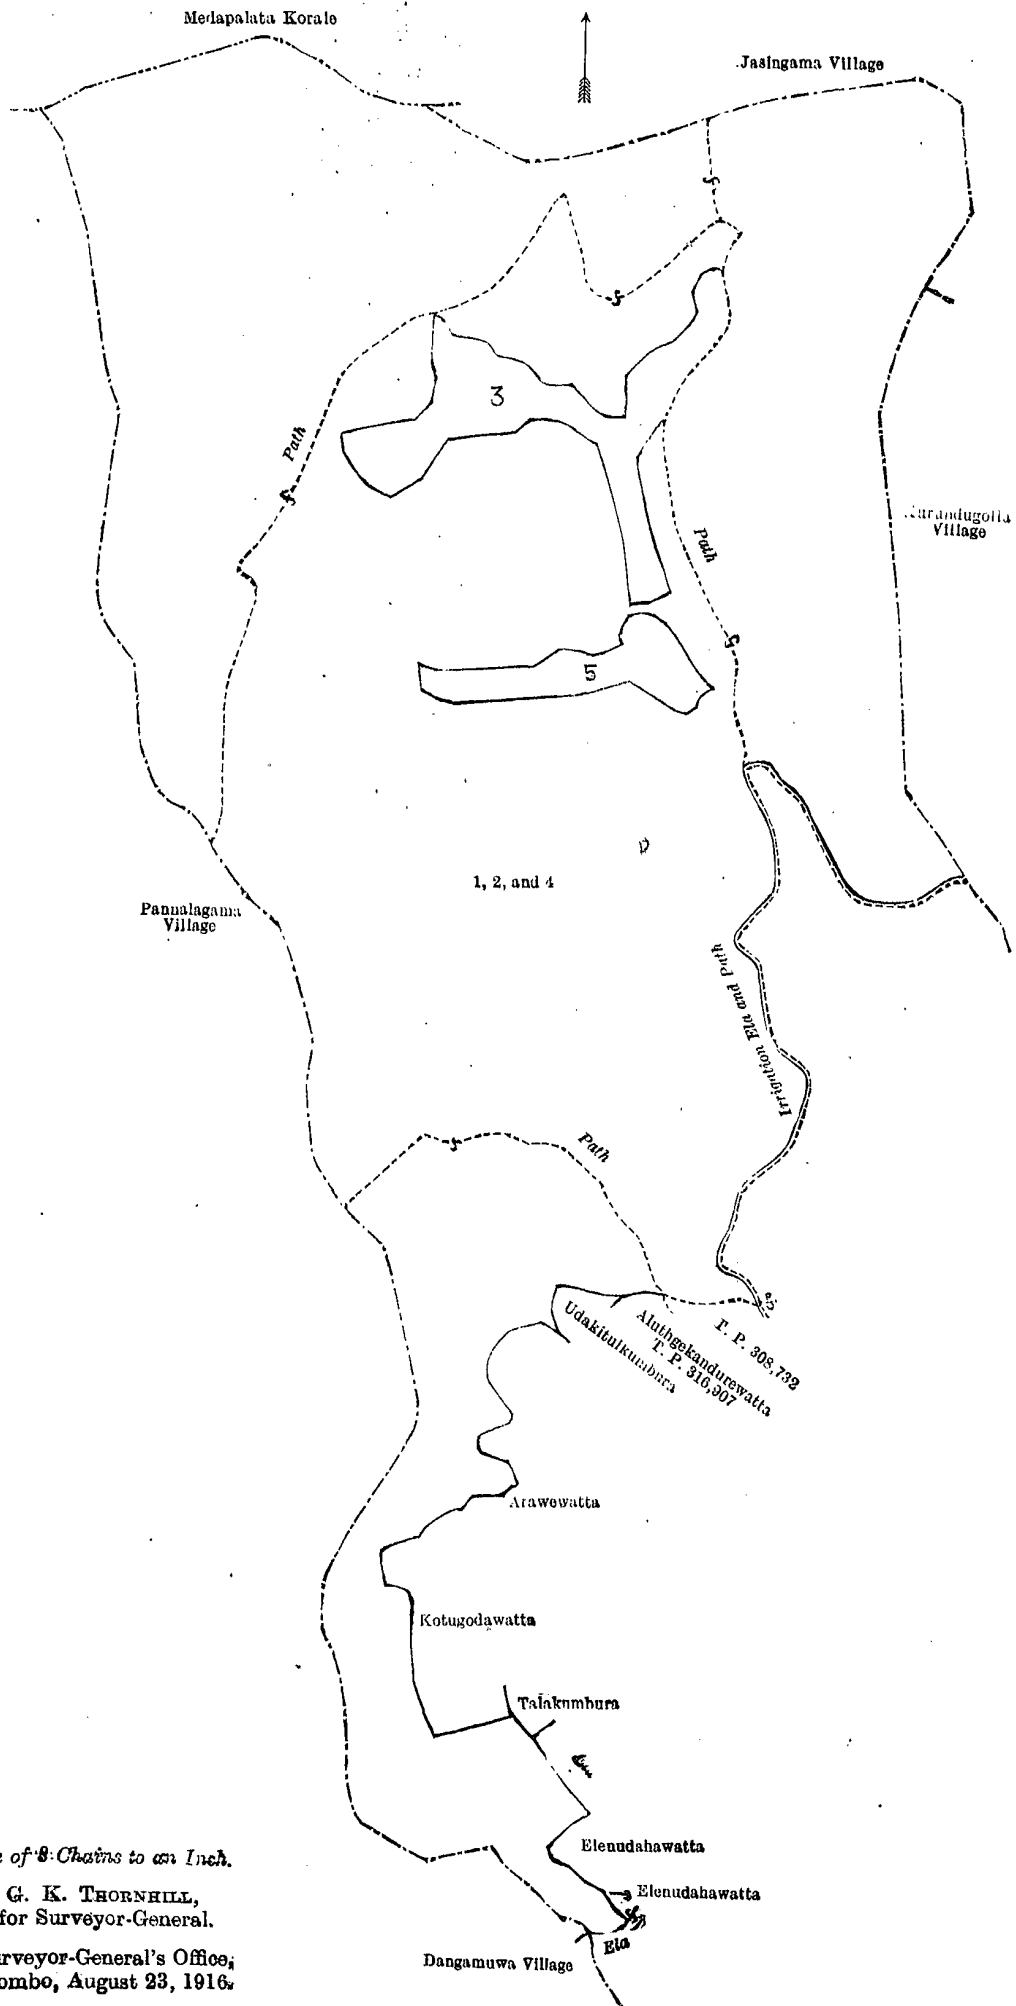 Medapalata Korale
Jasingama Village
3
Path
Village
Path
5
1, 2, and 4
Pannalagama
Village
Irrigation Ela and Path
Path
T. P. 308,732
Aluthgekandurewatta
T. P. 316,907
Udakitulkumbura
Arawewatta
Kotugodawatta
Talakumbura
Elenudahawatta
Elenudahawatta
Ela
Dangamuwa Village
of 8 Chains to an Inch.
G. K. THORNHILL,
for Surveyor-General.
rveyor-General's Office,
ombo, August 23, 1916.